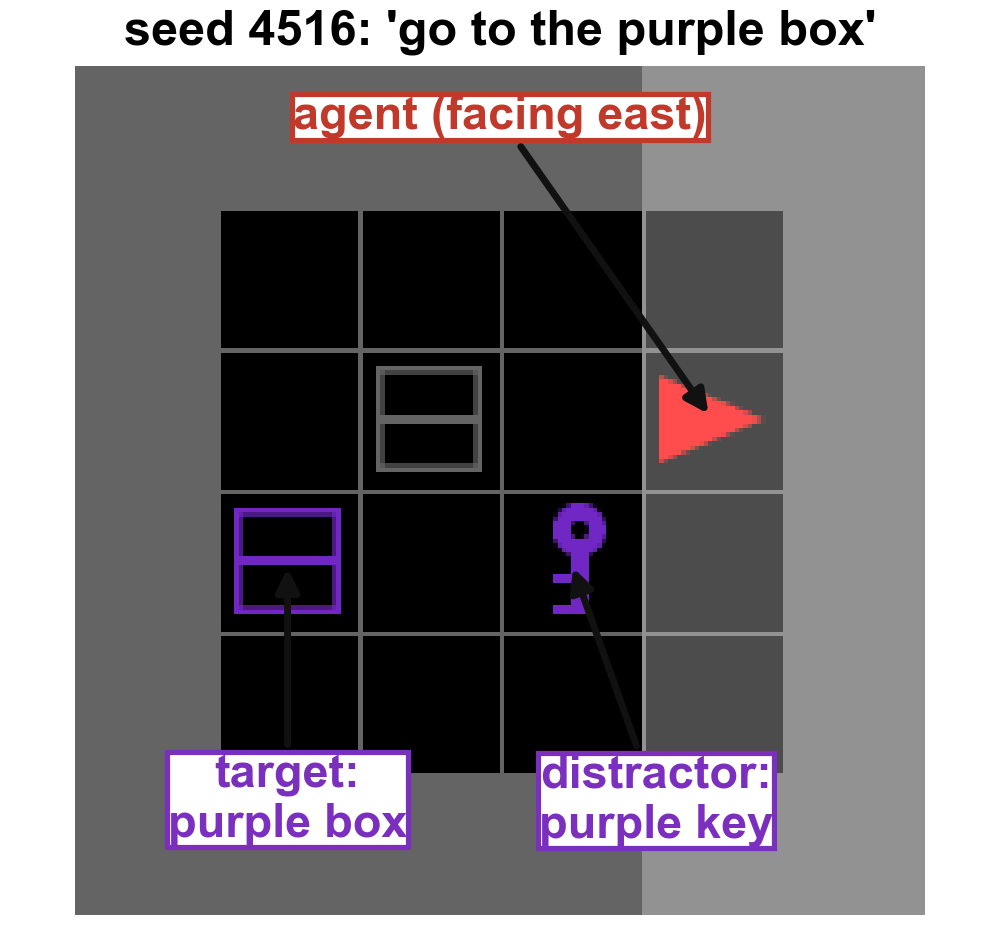 seed 4516: 'go to the purple box'
agent (facing east)
target:
purple box
distractor:
purple key